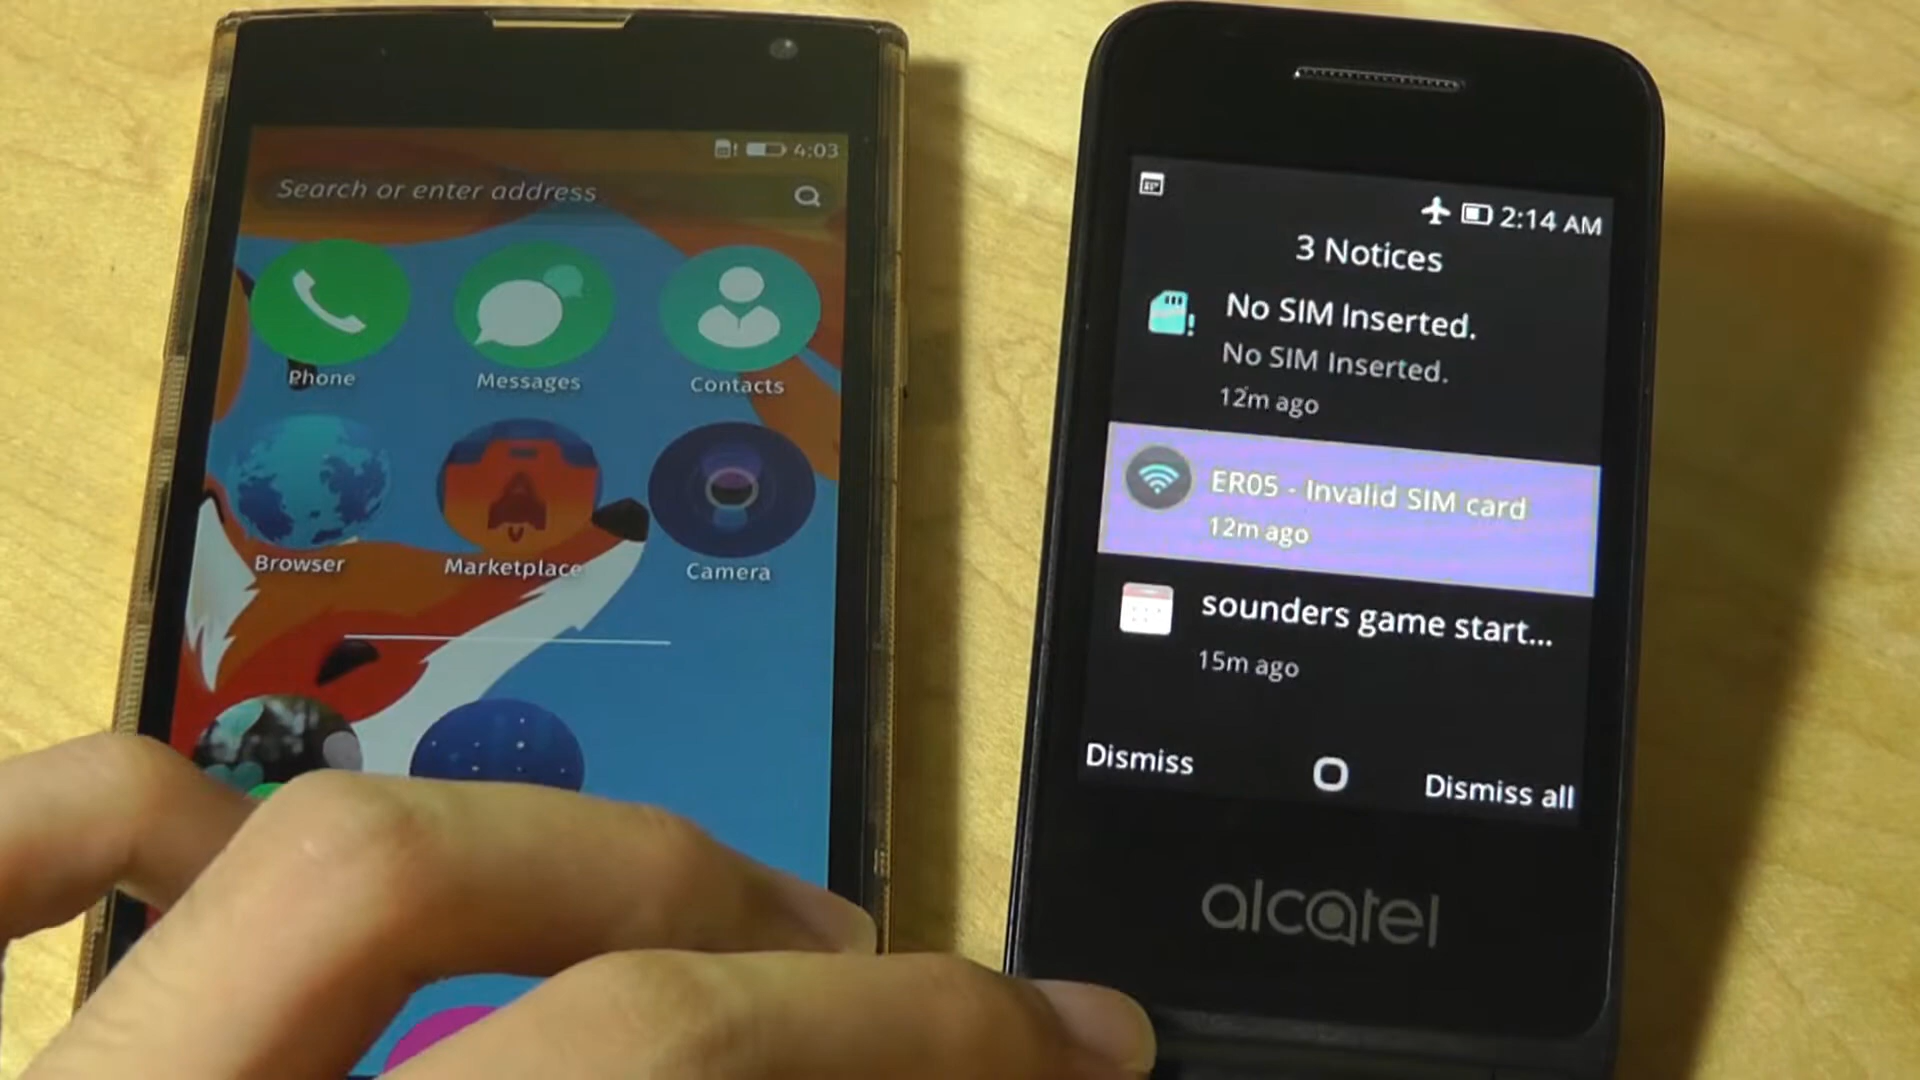 4:03
Search or enter address
Phone
Messages
Contacts
Browser
Marketplace
Camera
2:14 AM
3 Notices
No SIM Inserted.
No SIM Inserted.
12m ago
ER05 - Invalid SIM card
12m ago
sounders game start...
15m ago
Dismiss
Dismiss all
alcatel